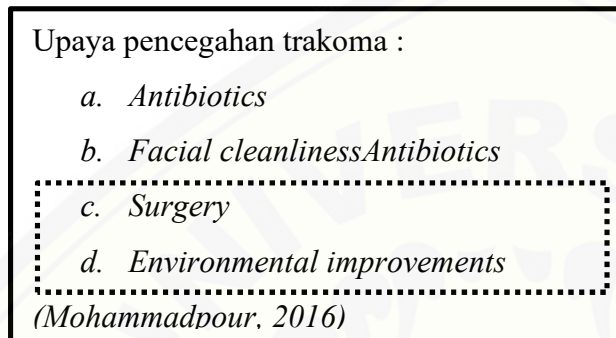 Upaya pencegahan trakoma :
a. Antibiotics
b. Facial cleanlinessAntibiotics
c. Surgery
d. Environmental improvements
(Mohammadpour, 2016)